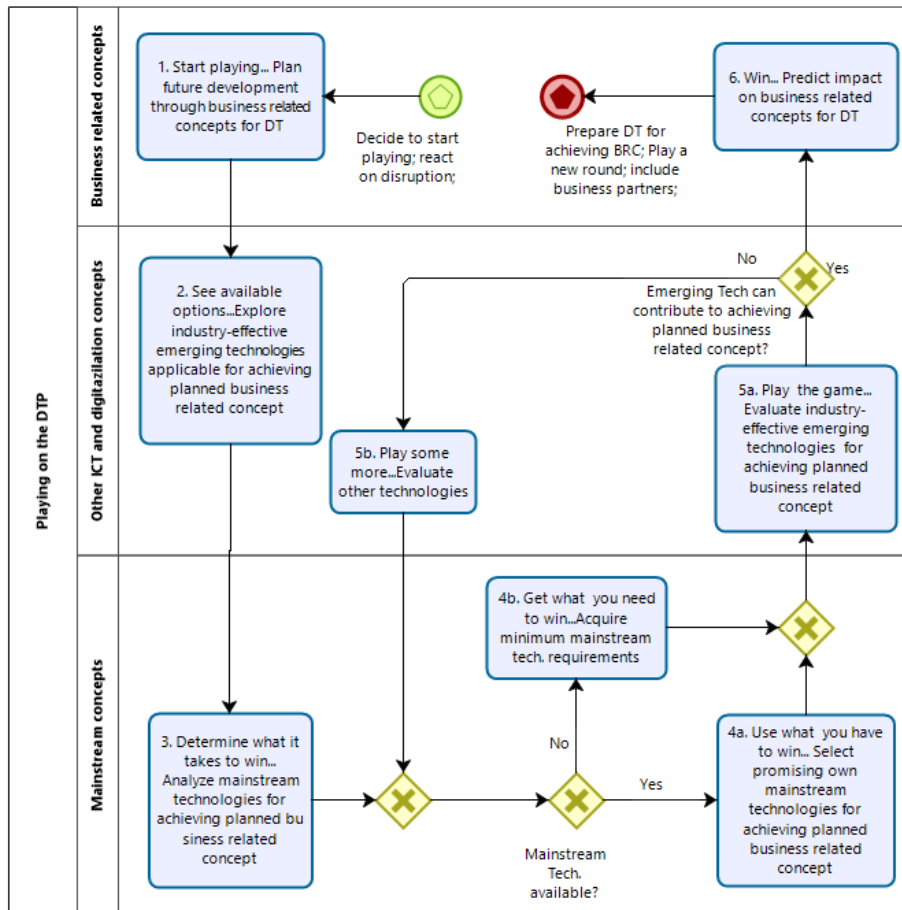 Playing on the DTP
Business related concepts
1. Start playing... Plan
future development
through business related
concepts for DT
Decide to start
playing; react
on disruption;
Prepare DT for
achieving BRC; Play a
new round; include
business partners;
6. Win... Predict impact
on business related
concepts for DT
Other ICT and digitazilation concepts
2. See available
options...Explore
industry-effective
emerging technologies
applicable for achieving
planned business
related concept
No
Yes
Emerging Tech can
contribute to achieving
planned business
related concept?
5b. Play some
more...Evaluate
other technologies
5a. Play the game...
Evaluate industry-
effective emerging
technologies for
achieving planned
business related
concept
Mainstream concepts
3. Determine what it
takes to win...
Analyze mainstream
technologies for
achieving planned bu
siness related
concept
4b. Get what you need
to win...Acquire
minimum mainstream
tech. requirements
No
Yes
Mainstream
Tech.
available?
4a. Use what you have
to win... Select
promising own
mainstream
technologies for
achieving planned
business related
concept